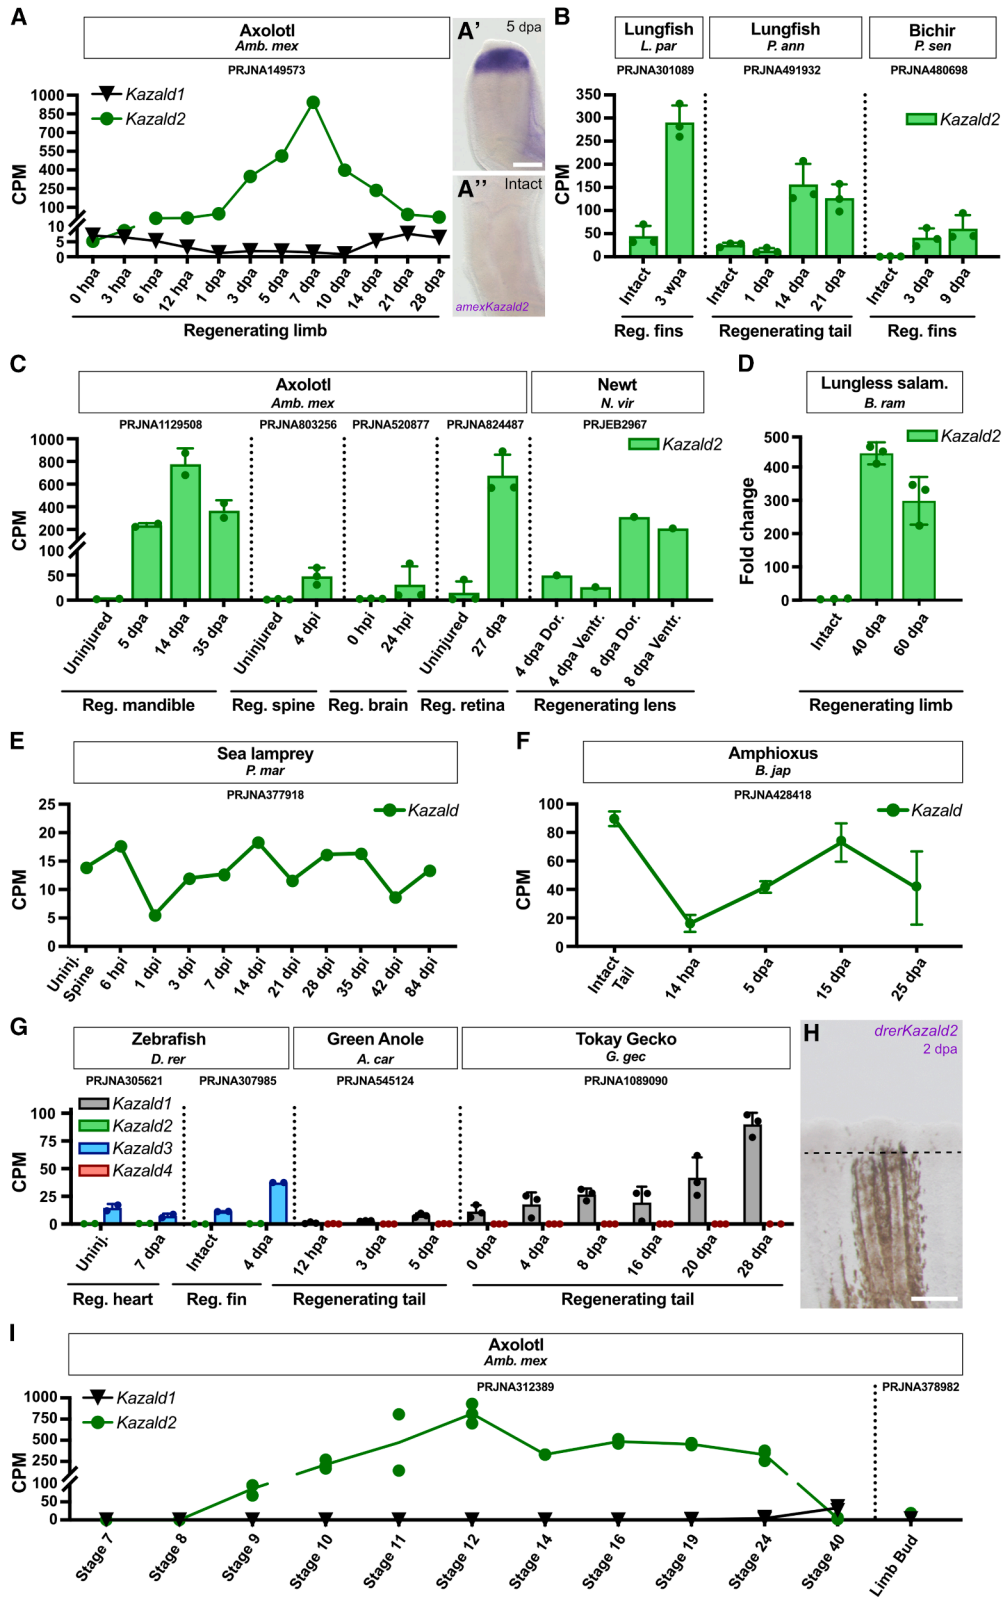 A
Axolotl
Amb. mex
PRJNA149573
Kazald1
Kazald2
CPM
1000
850
700
550
400
250
100
10
5
0
0 hpa
3 hpa
6 hpa
12 hpa
1 dpa
3 dpa
5 dpa
7 dpa
10 dpa
14 dpa
21 dpa
28 dpa
Regenerating limb
A'
5 dpa
A''
Intact
amexKazald2
B
Lungfish
L. par
Lungfish
P. ann
Bichir
P. sen
PRJNA301089
PRJNA491932
PRJNA480698
Kazald2
CPM
350
300
250
200
150
100
50
0
Intact
3 wpa
Intact
1 dpa
14 dpa
21 dpa
Intact
3 dpa
9 dpa
Reg. fins
Regenerating tail
Reg. fins
C
Axolotl
Amb. mex
Newt
N. vir
PRJNA1129508
PRJNA803256
PRJNA520877
PRJNA824487
PRJEB2967
Kazald2
CPM
1000
800
600
400
200
100
50
0
Uninjured
5 dpa
14 dpa
35 dpa
Uninjured
4 dpi
0 hpi
24 hpi
Uninjured
27 dpa
4 dpa Dor.
4 dpa Ventr.
8 dpa Dor.
8 dpa Ventr.
Reg. mandible
Reg. spine
Reg. brain
Reg. retina
Regenerating lens
D
Lungless salam.
B. ram
Kazald2
Fold change
500
400
300
200
100
0
Intact
40 dpa
60 dpa
Regenerating limb
E
Sea lamprey
P. mar
PRJNA377918
Kazald
CPM
25
20
15
10
5
0
Uninj. Spine
6 hpi
1 dpi
3 dpi
7 dpi
14 dpi
21 dpi
28 dpi
35 dpi
42 dpi
84 dpi
F
Amphioxus
B. jap
PRJNA428418
Kazald
CPM
100
80
60
40
20
0
Intact Tail
14 hpa
5 dpa
15 dpa
25 dpa
G
Zebrafish
D. rer
Green Anole
A. car
Tokay Gecko
G. gec
PRJNA305621
PRJNA307985
PRJNA545124
PRJNA1089090
Kazald1
Kazald2
Kazald3
Kazald4
CPM
100
75
50
25
0
Uninj.
7 dpa
Intact
4 dpa
12 hpa
3 dpa
5 dpa
0 dpa
4 dpa
8 dpa
16 dpa
20 dpa
28 dpa
Reg. heart
Reg. fin
Regenerating tail
Regenerating tail
H
drerKazald2
2 dpa
I
Axolotl
Amb. mex
PRJNA312389
PRJNA378982
Kazald1
Kazald2
CPM
1000
750
500
250
100
50
0
Stage 7
Stage 8
Stage 9
Stage 10
Stage 11
Stage 12
Stage 14
Stage 16
Stage 19
Stage 24
Stage 40
Limb Bud